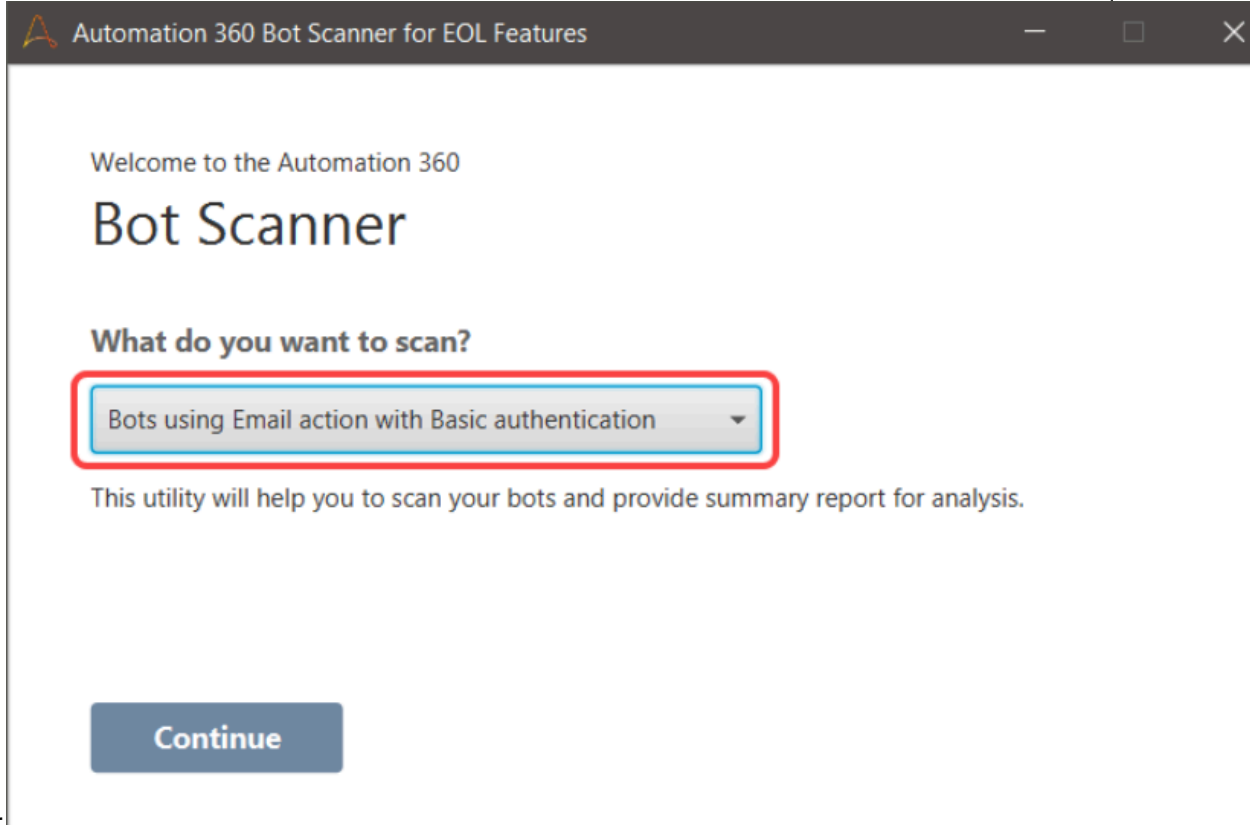 Automation 360 Bot Scanner for EOL Features
Welcome to the Automation 360
Bot Scanner
What do you want to scan?
Bots using Email action with Basic authentication
This utility will help you to scan your bots and provide summary report for analysis.
Continue